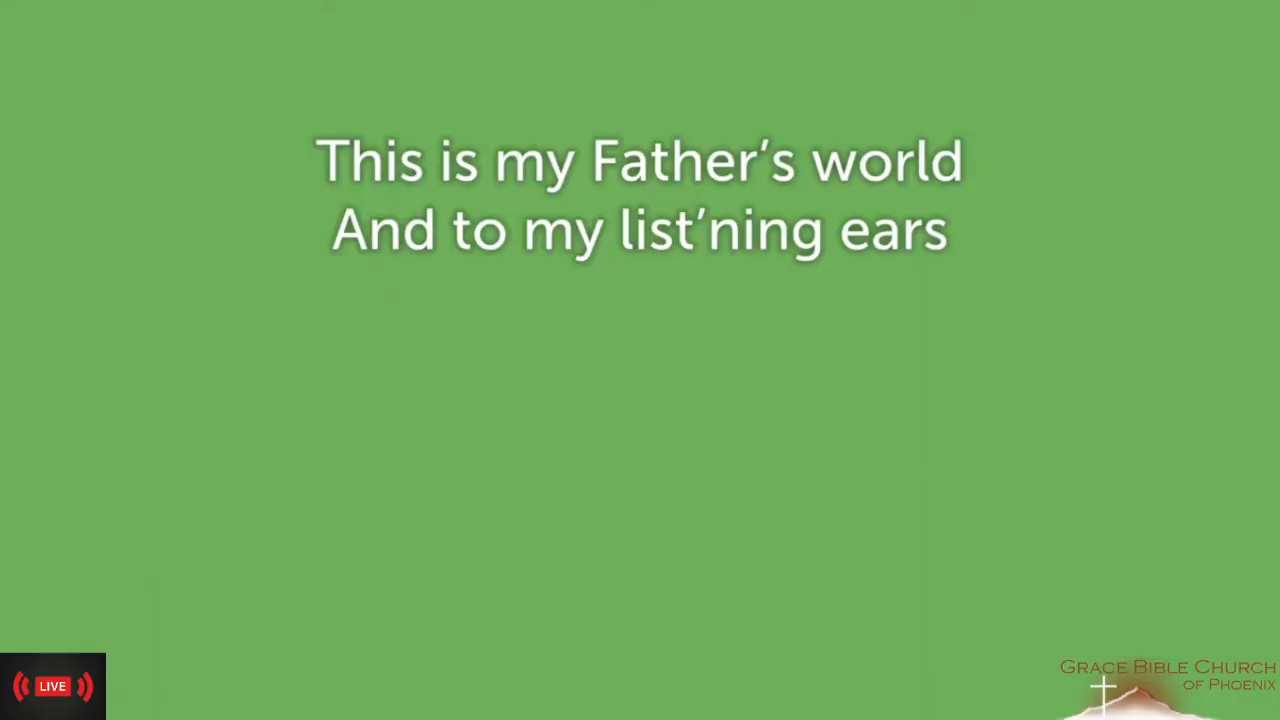 This is my Father’s world
And to my list’ning ears
LIVE
GRACE BIBLE CHURCH
OF PHOENIX